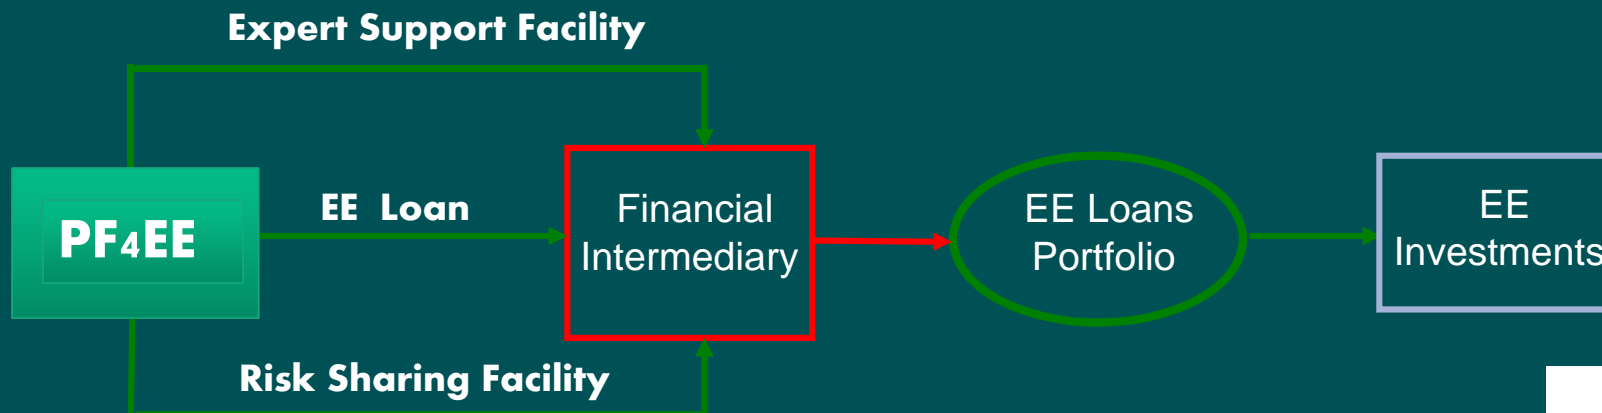 Expert Support Facility
PF4EE
EE Loan
Financial
Intermediary
EE Loans
Portfolio
EE
Investments
Risk Sharing Facility